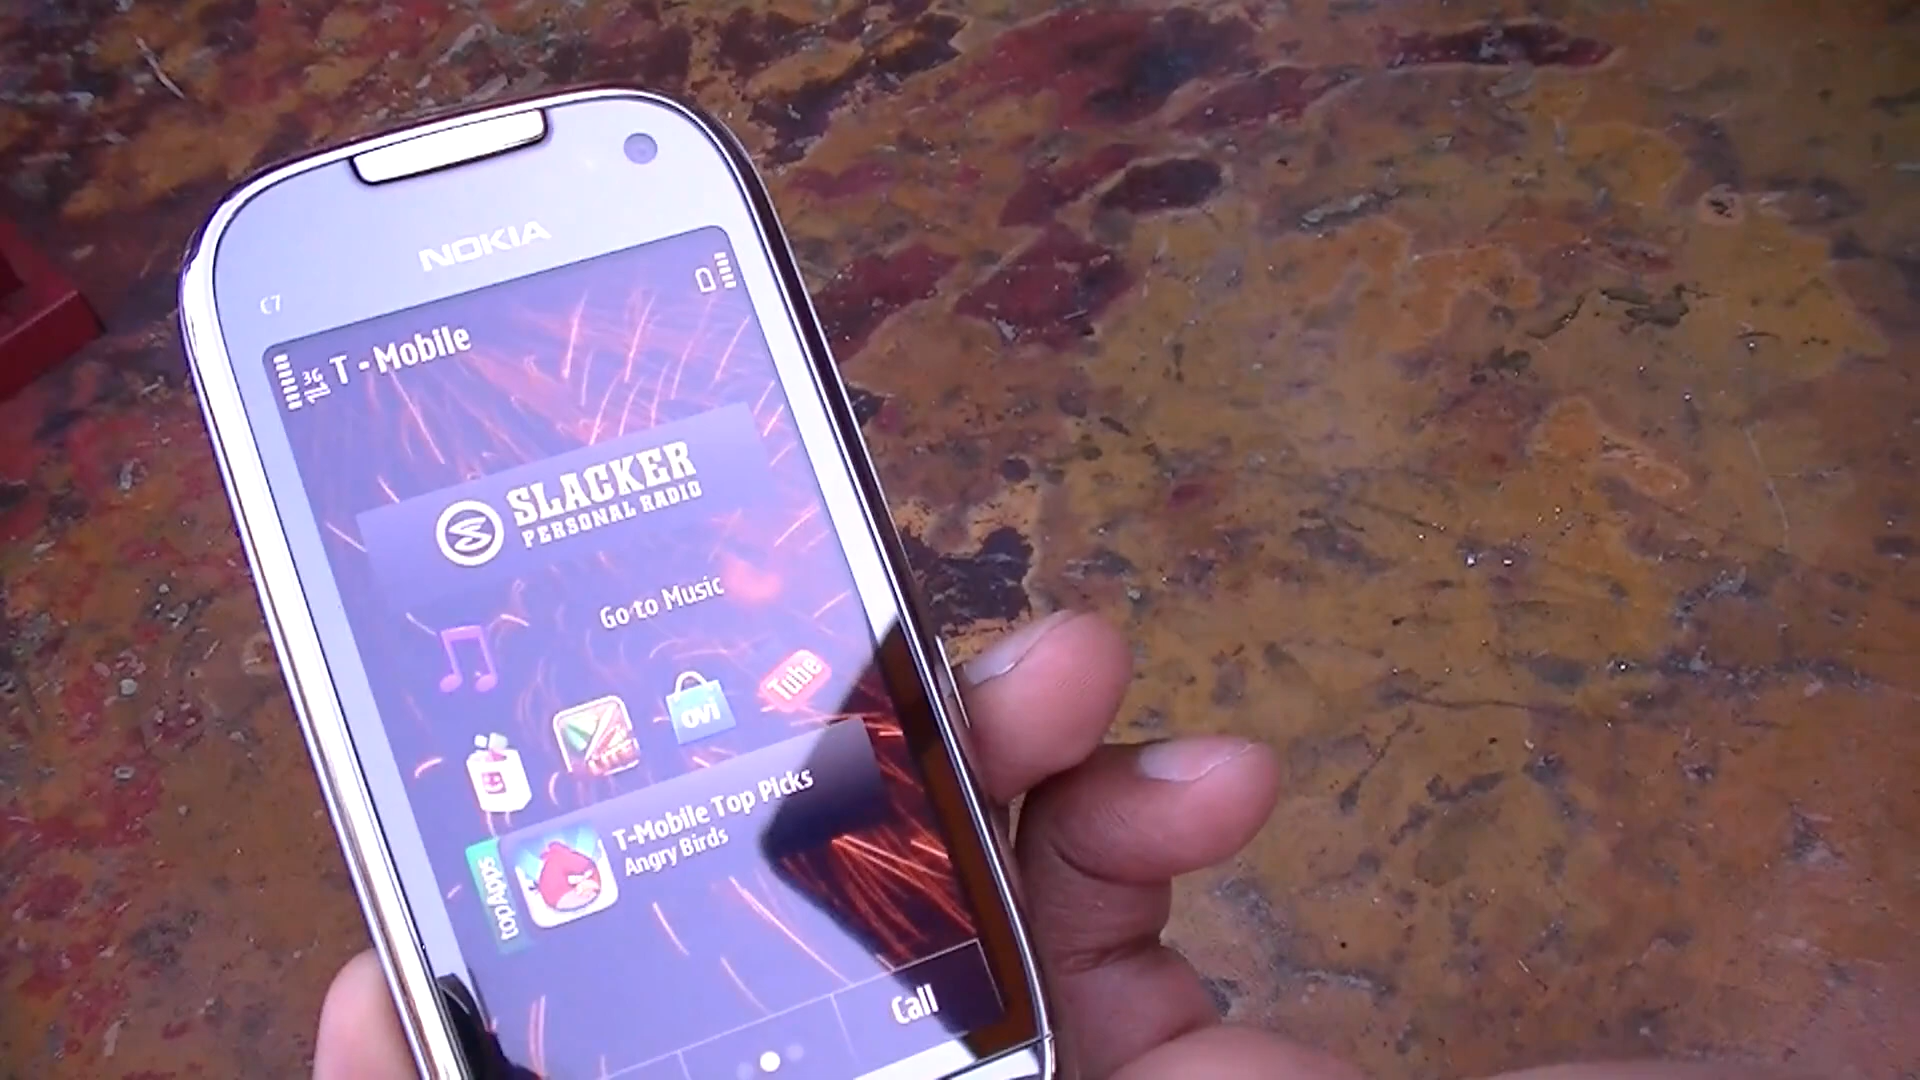 NOKIA
C7
3G
T - Mobile
SLACKER
PERSONAL RADIO
Go to Music
ovi
Tube
T-Mobile Top Picks
Angry Birds
topApps
Call